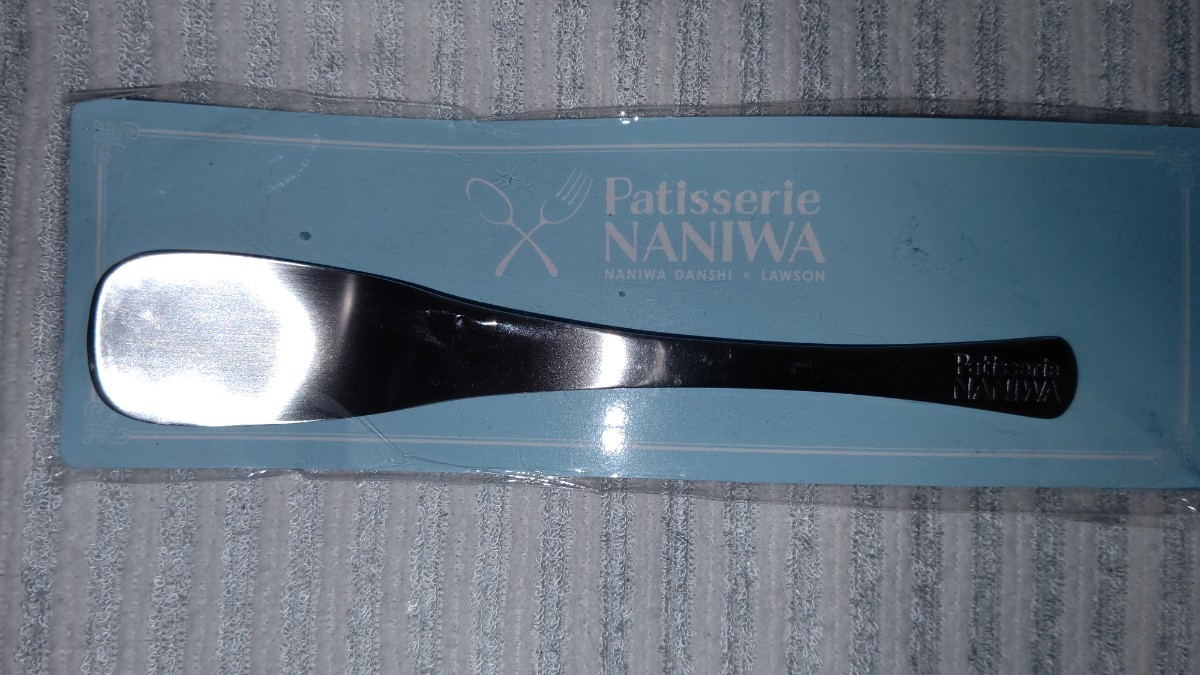 Patisserie
NANIWA
NANIWA DANSHI × LAWSON
Patisserie
NANIWA